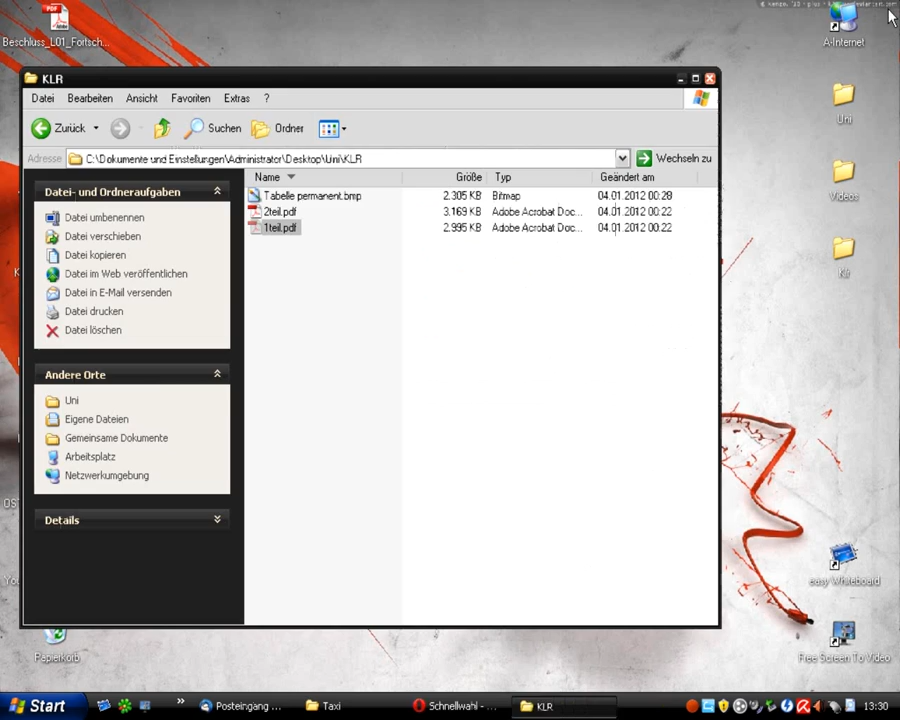 Beschluss_L01_Fortsch...
A-Internet
KLR
Datei Bearbeiten Ansicht Favoriten Extras ?
Zurück Suchen Ordner
Adresse C:\Dokumente und Einstellungen\Administrator\Desktop\Uni\KLR Wechseln zu
Name Größe Typ Geändert am
Tabelle permanent.bmp 2.305 KB Bitmap 04.01.2012 00:28
2teil.pdf 3.169 KB Adobe Acrobat Doc... 04.01.2012 00:22
1teil.pdf 2.995 KB Adobe Acrobat Doc... 04.01.2012 00:22
Datei- und Ordneraufgaben
Datei umbenennen
Datei verschieben
Datei kopieren
Datei im Web veröffentlichen
Datei in E-Mail versenden
Datei drucken
Datei löschen
Andere Orte
Uni
Eigene Dateien
Gemeinsame Dokumente
Arbeitsplatz
Netzwerkumgebung
Details
Uni
Videos
Klr
easy Whiteboard
Free Screen To Video
Papierkorb
Start Posteingang ... Taxi Schnellwahl - ... KLR 13:30